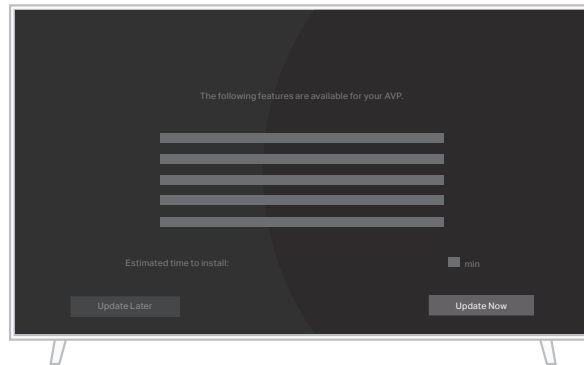 The following features are available for your AVP.
Estimated time to install:
min
Update Later
Update Now